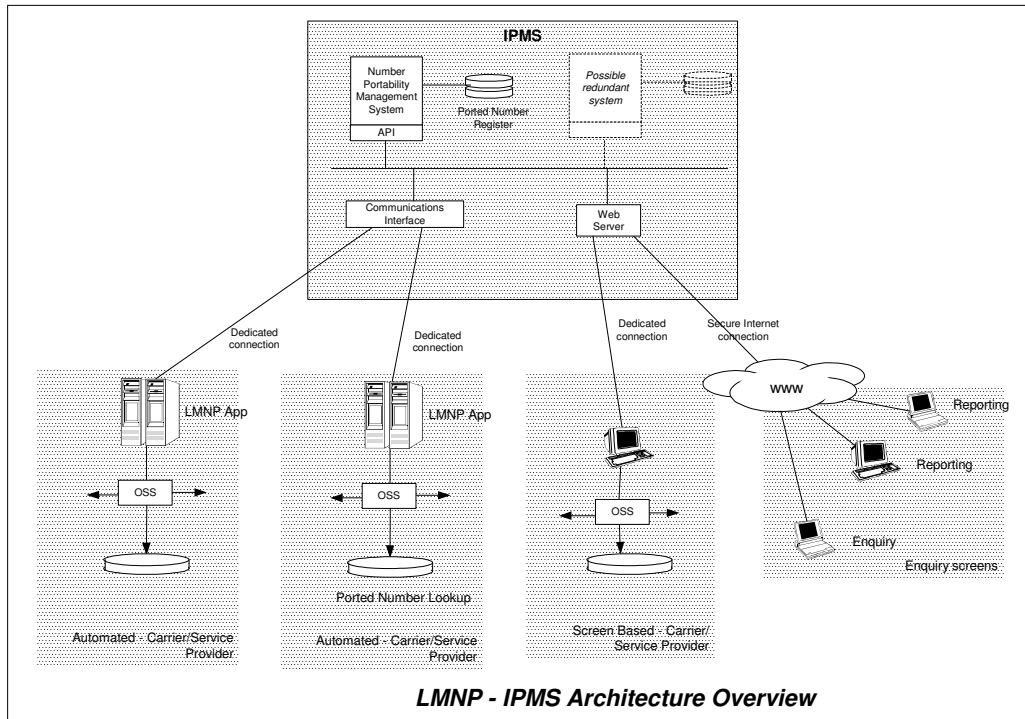 IPMS
Number
Portability
Management
System
API
Ported Number
Register
Possible
redundant
system
Communications
Interface
Web
Server
Dedicated
connection
Dedicated
connection
Dedicated
connection
Secure Internet
connection
LMNP App
LMNP App
WWW
Reporting
Reporting
Enquiry
Enquiry screens
OSS
OSS
OSS
Ported Number Lookup
Automated - Carrier/Service
Provider
Automated - Carrier/Service
Provider
Screen Based - Carrier/
Service Provider
LMNP - IPMS Architecture Overview